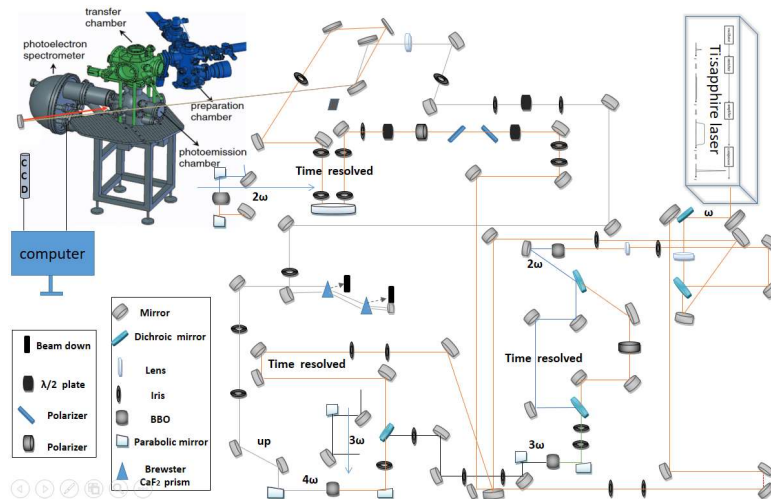 transfer
chamber
photoelectron
spectrometer
preparation
chamber
photoemission
chamber
CCD
computer
2ω
Time resolved
Ti:sapphire laser
ω
2ω
Time resolved
3ω
Time resolved
3ω
up
4ω
Beam down
λ/2 plate
Polarizer
Polarizer
Mirror
Dichroic mirror
Lens
Iris
BBO
Parabolic mirror
Brewster
CaF2 prism